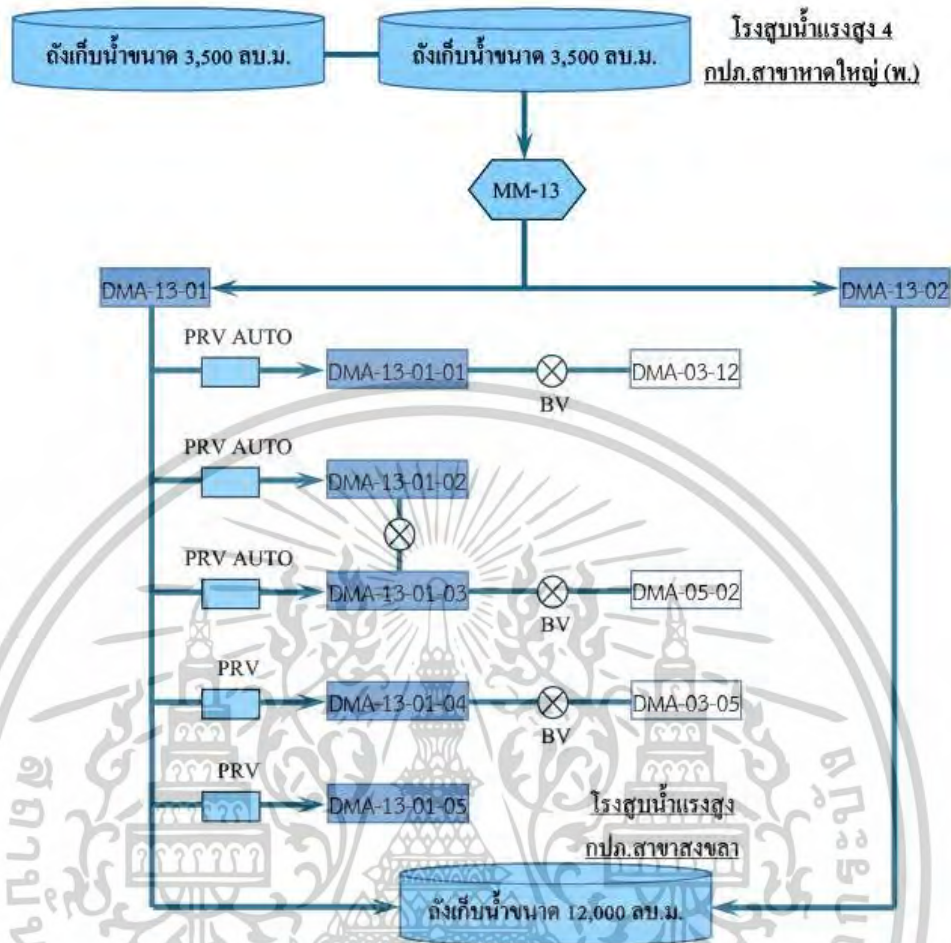 ถังเก็บน้ำขนาด 3,500 ลบ.ม.
ถังเก็บน้ำขนาด 3,500 ลบ.ม.
โรงสูบน้ำแรงสูง 4
กปภ.สาขาหาดใหญ่ (พ.)
MM-13
DMA-13-01
DMA-13-02
PRV AUTO
DMA-13-01-01
BV
DMA-03-12
PRV AUTO
DMA-13-01-02
PRV AUTO
DMA-13-01-03
BV
DMA-05-02
PRV
DMA-13-01-04
BV
DMA-03-05
PRV
DMA-13-01-05
โรงสูบน้ำแรงสูง
กปภ.สาขาสงขลา
ถังเก็บน้ำขนาด 12,000 ลบ.ม.